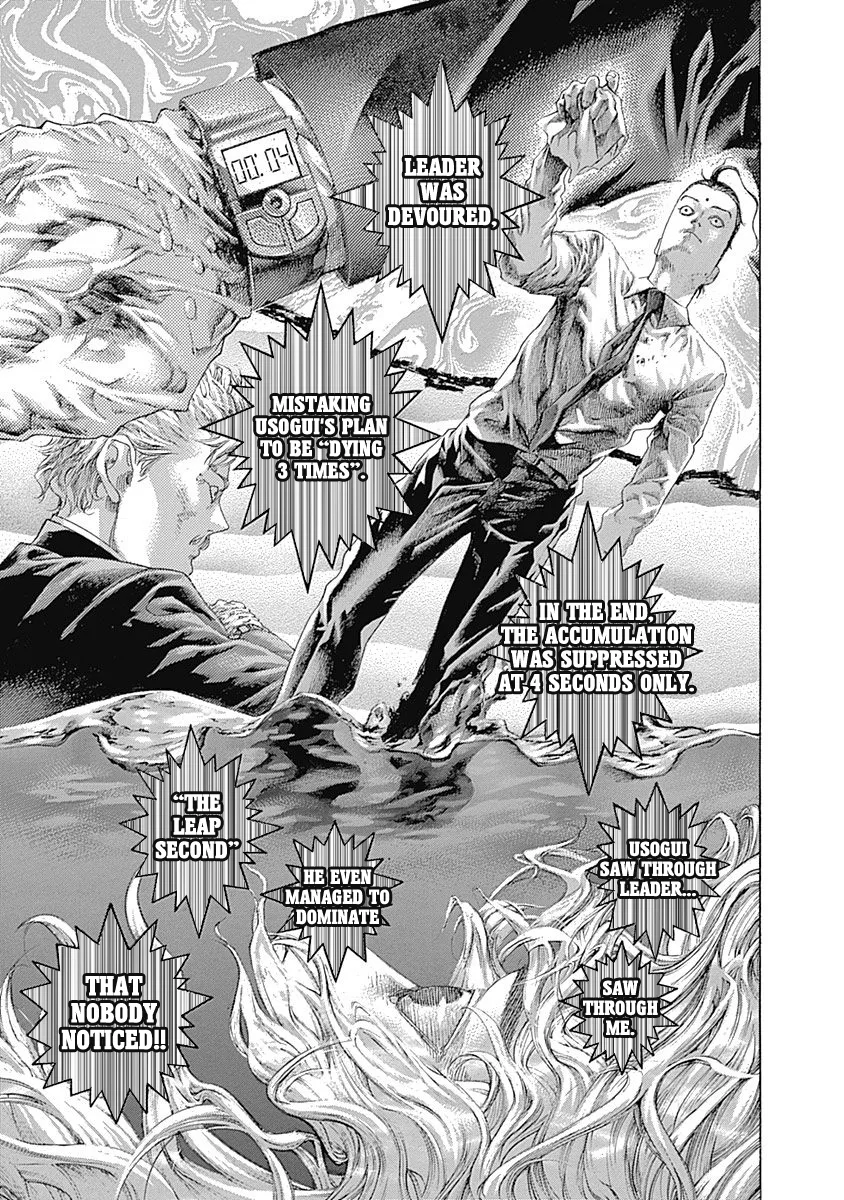 00:04
LEADER
WAS
DEVOURED,
MISTAKING
USOGUI'S PLAN
TO BE "DYING
3 TIMES".
IN THE END,
THE ACCUMULATION
WAS SUPPRESSED
AT 4 SECONDS ONLY.
USOGUI
SAW THROUGH
LEADER...
SAW
THROUGH
ME.
HE EVEN
MANAGED TO
DOMINATE
"THE
LEAP
SECOND"
THAT
NOBODY
NOTICED!!